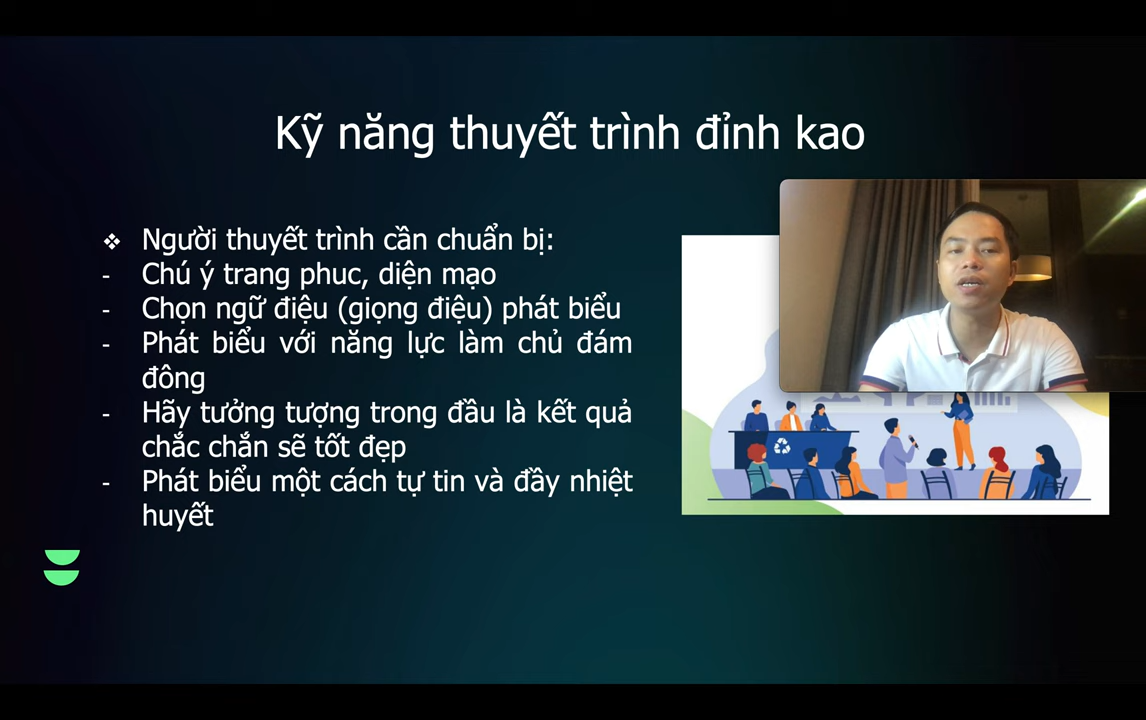 Kỹ năng thuyết trình đỉnh kao
❖ Người thuyết trình cần chuẩn bị:
- Chú ý trang phuc, diện mạo
- Chọn ngữ điệu (giọng điệu) phát biểu
- Phát biểu với năng lực làm chủ đám
đông
- Hãy tưởng tượng trong đầu là kết quả
chắc chắn sẽ tốt đẹp
- Phát biểu một cách tự tin và đầy nhiệt
huyết